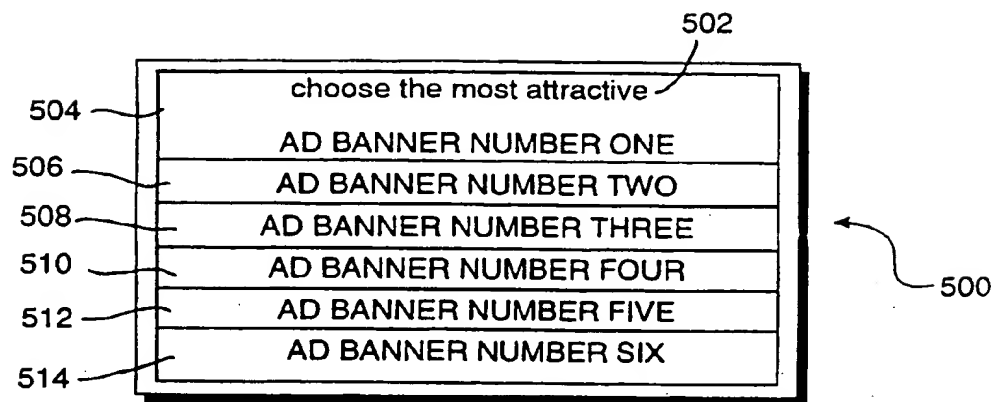 502
choose the most attractive
504
AD BANNER NUMBER ONE
506
AD BANNER NUMBER TWO
508
AD BANNER NUMBER THREE
510
AD BANNER NUMBER FOUR
500
512
AD BANNER NUMBER FIVE
514
AD BANNER NUMBER SIX